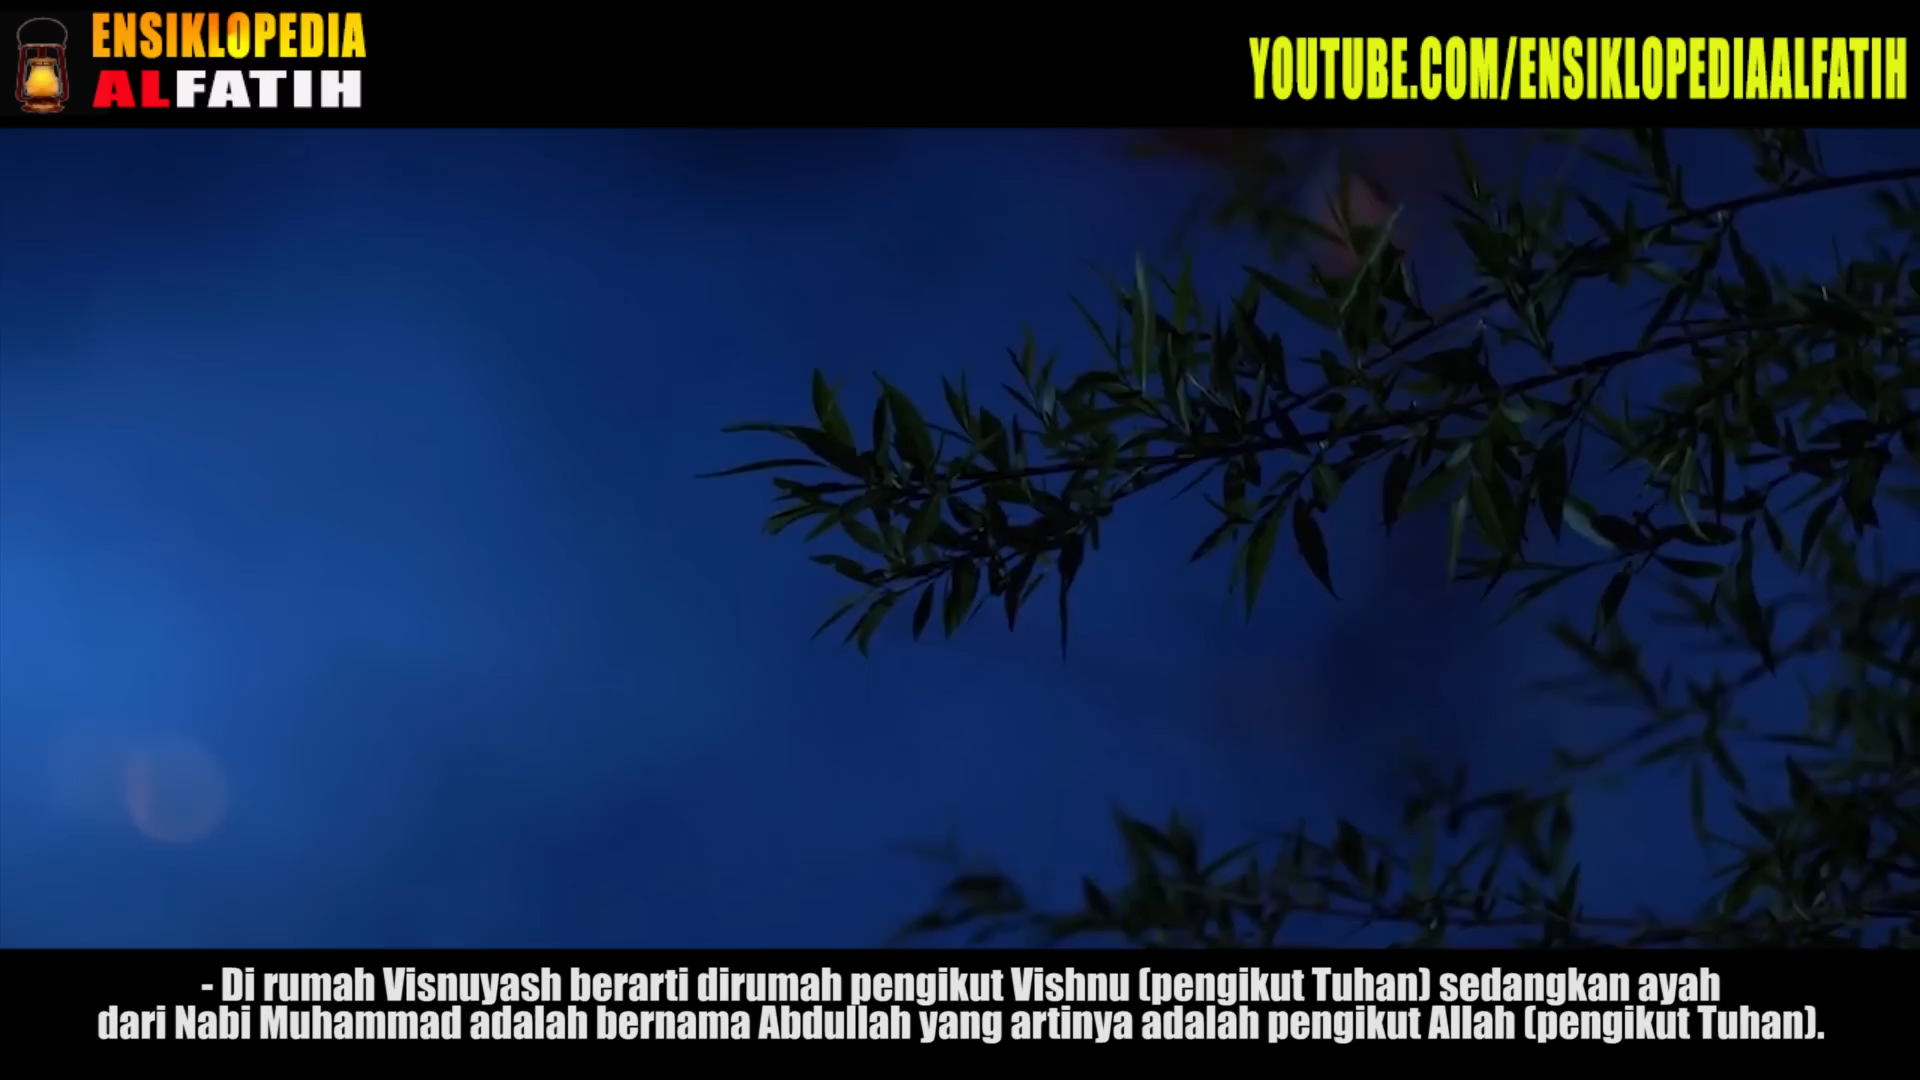 ENSIKLOPEDIA
ALFATIH
YOUTUBE.COM/ENSIKLOPEDIAALFATIH
- Di rumah Visnuyash berarti dirumah pengikut Vishnu (pengikut Tuhan) sedangkan ayah
dari Nabi Muhammad adalah bernama Abdullah yang artinya adalah pengikut Allah (pengikut Tuhan).